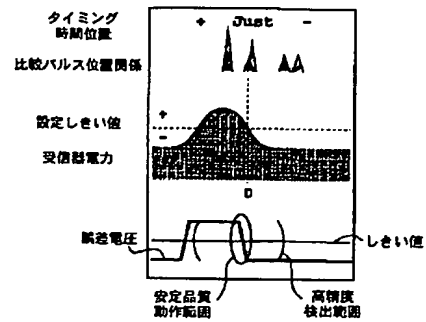 タイミング
時間位置
+ Just -
比較パルス位置関係
設定しきい値
+
-
受信器電力
0
誤差電圧
しきい値
安定品質
動作範囲
高精度
検出範囲